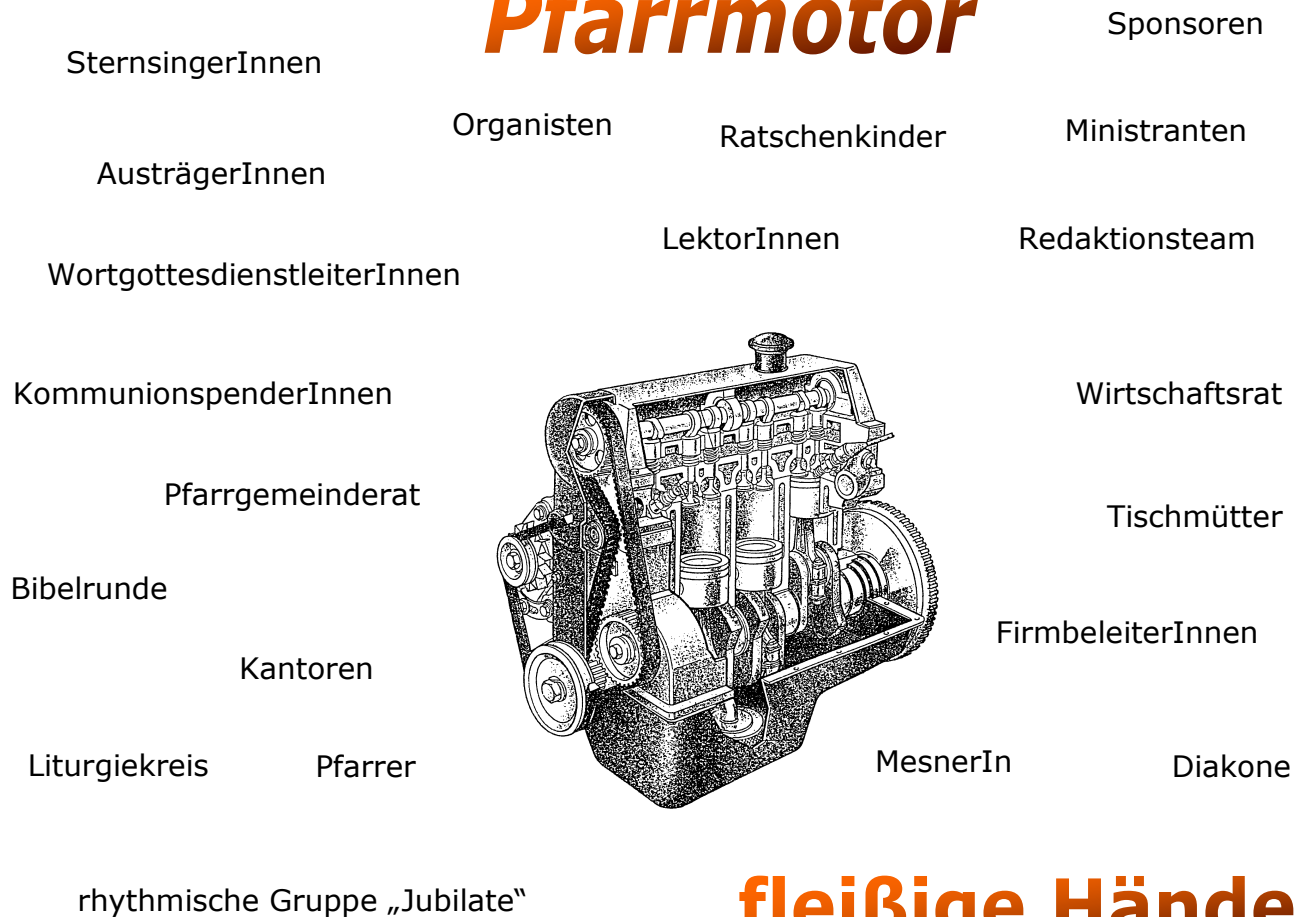 Pfarrmotor
Sponsoren
SternsingerInnen
Organisten
Ratschenkinder
Ministranten
AusträgerInnen
LektorInnen
Redaktionsteam
WortgottesdienstleiterInnen
KommunionspenderInnen
Wirtschaftsrat
Pfarrgemeinderat
Tischmütter
Bibelrunde
FirmbeleiterInnen
Kantoren
Liturgiekreis
Pfarrer
MesnerIn
Diakone
rhythmische Gruppe „Jubilate“
fleißige Hände